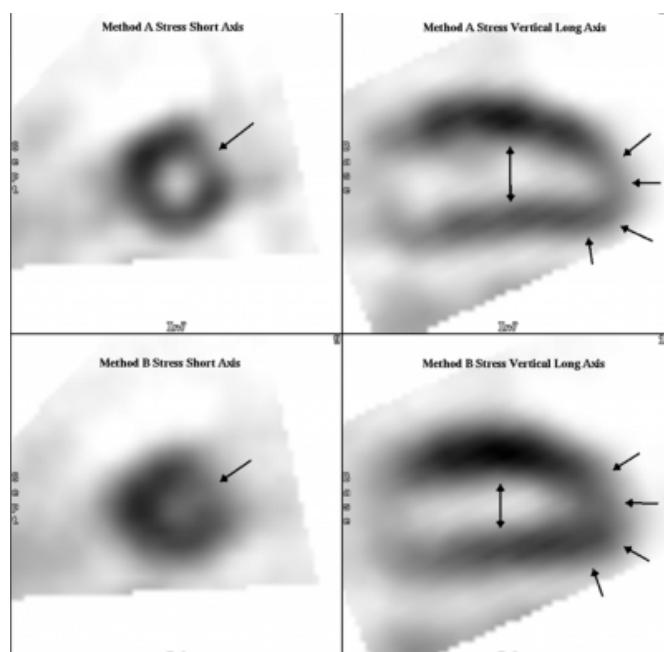 Method A Stress Short Axis
Method A Stress Vertical Long Axis
Inf
Inf
Method B Stress Short Axis
Method B Stress Vertical Long Axis